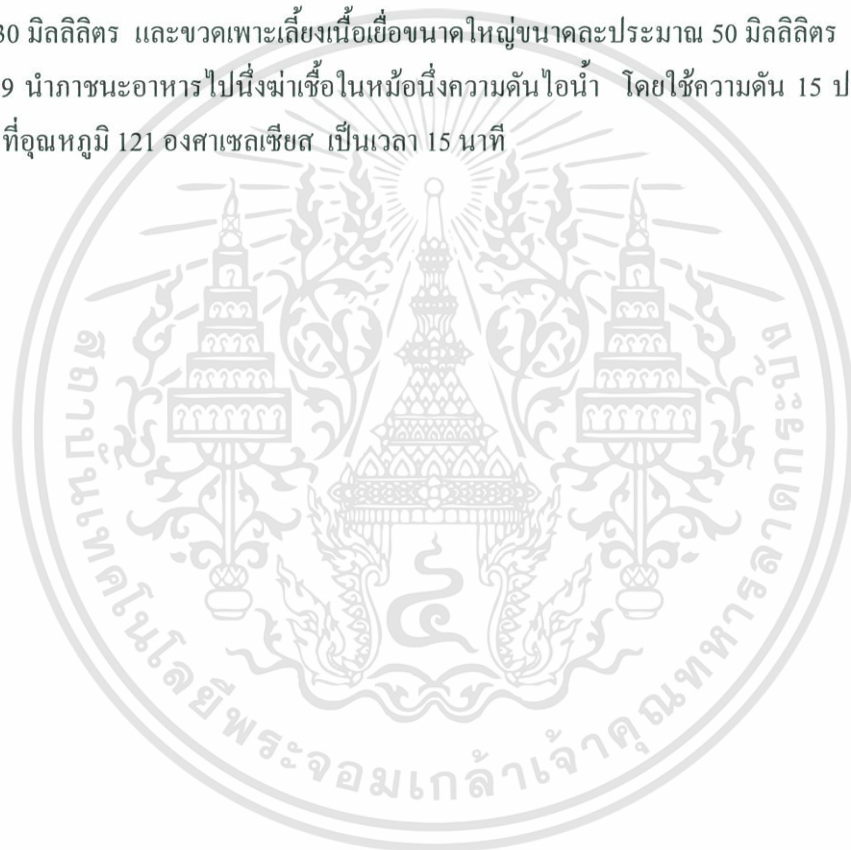 30 มิลลิลิตร และขวดเพาะเลี้ยงเนื้อเยื่อขนาดใหญ่ขนาดละประมาณ 50 มิลลิลิตร
9 นำภาชนะอาหารไปนึ่งฆ่าเชื้อในหม้อนึ่งความดันไอน้ำ โดยใช้ความดัน 15 ป
ที่อุณหภูมิ 121 องศาเซลเซียส เป็นเวลา 15 นาที
สถาบันเทคโนโลยีพระจอมเกล้าเจ้าคุณทหารลาดกระบัง